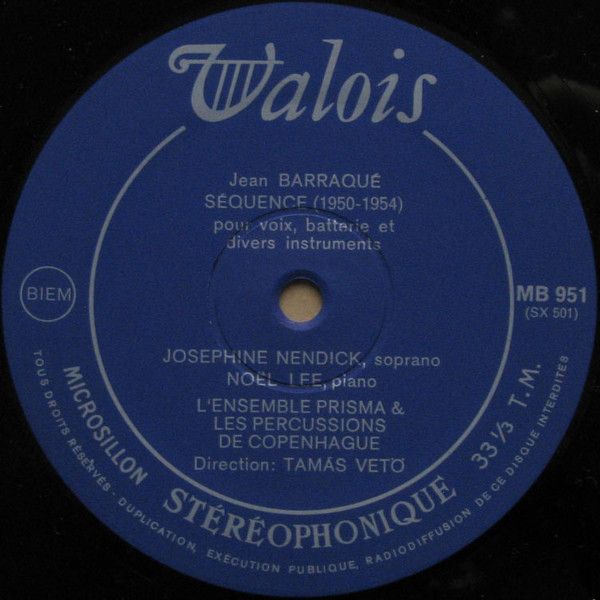 Valois
Jean BARRAQUÉ
SÉQUENCE (1950-1954)
pour voix, batterie et
divers instruments
BIEM
MB 951
(SX 501)
JOSEPHINE NENDICK, soprano
NOËL LEE, piano
L'ENSEMBLE PRISMA &
LES PERCUSSIONS
DE COPENHAGUE
Direction: TAMÁS VETÖ
MICROSILLON STÉRÉOPHONIQUE 33 1/3 T.M.
TOUS DROITS RÉSERVÉS - DUPLICATION, EXÉCUTION PUBLIQUE, RADIODIFFUSION DE CE DISQUE INTERDITES